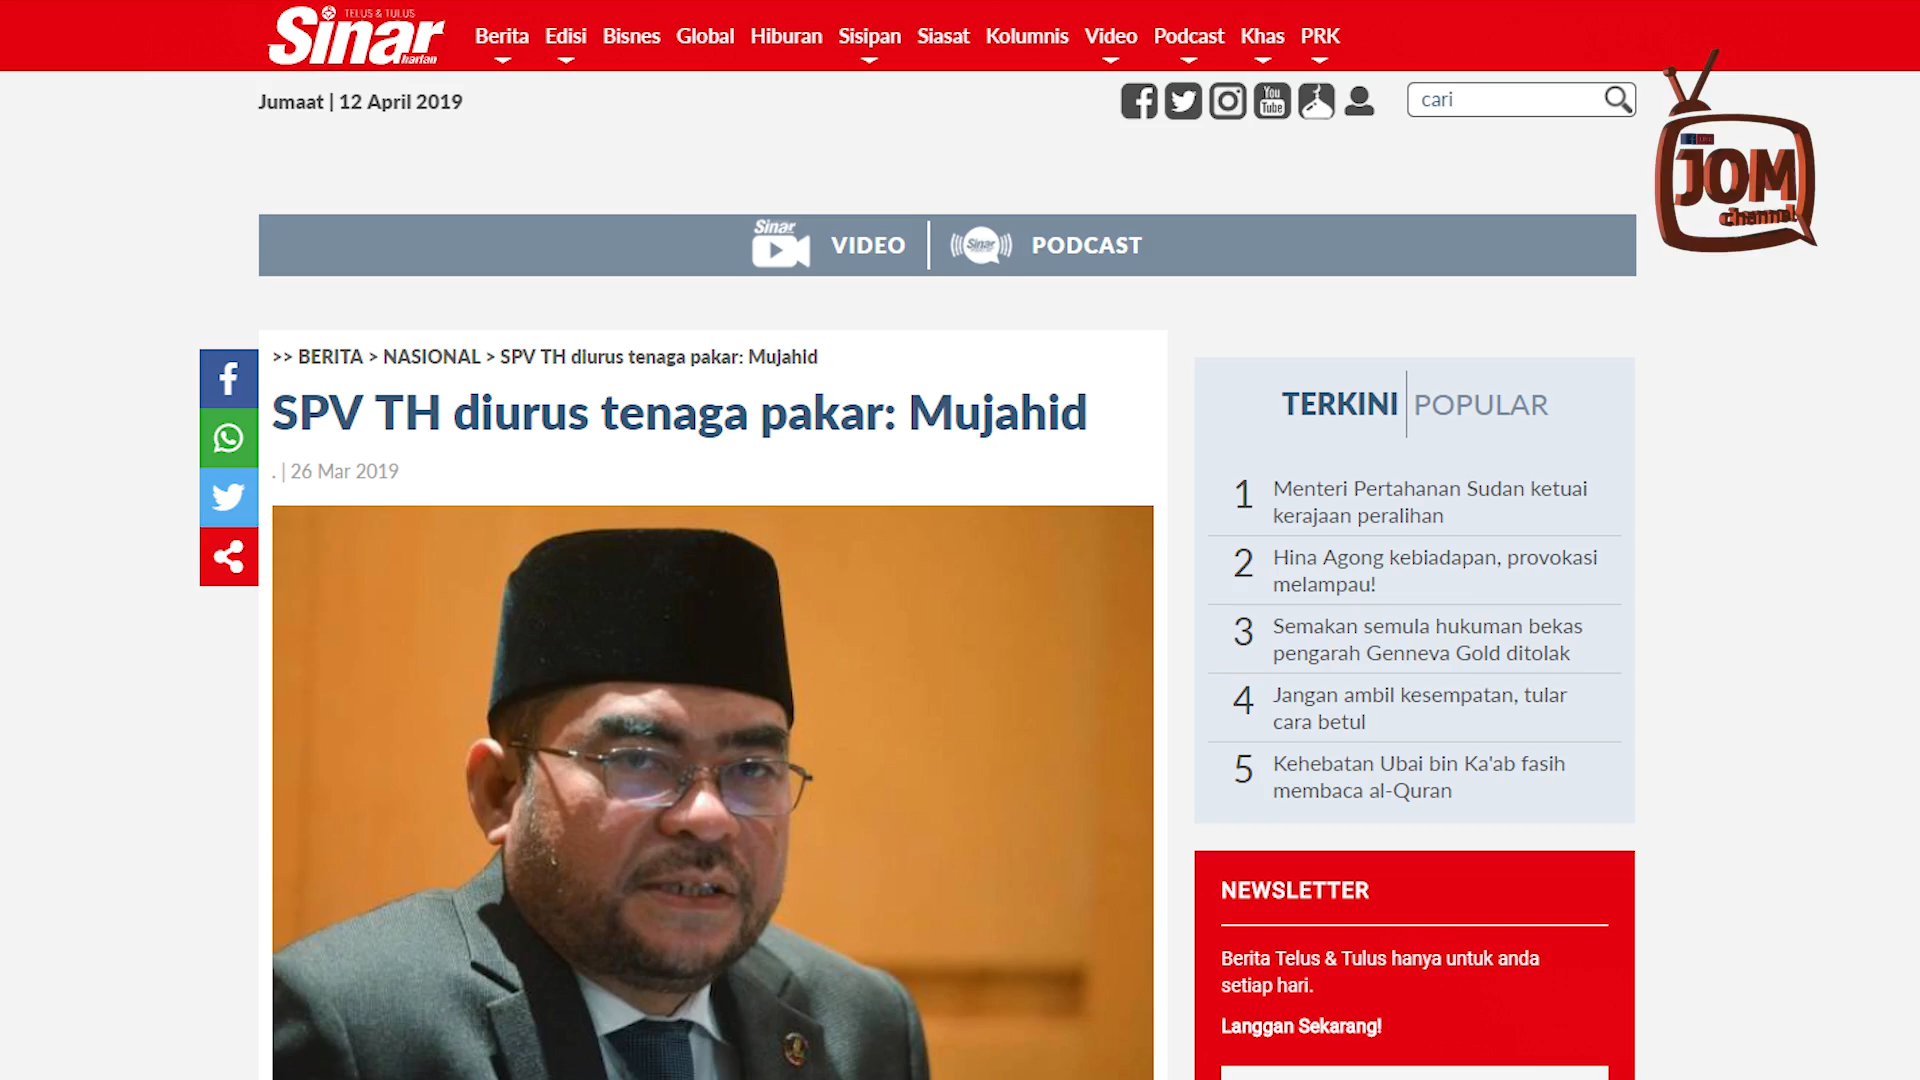 TELUS & TULUS
Sinar
harian
Berita Edisi Bisnes Global Hiburan Sisipan Siasat Kolumnis Video Podcast Khas PRK
Jumaat | 12 April 2019
You
Tube
cari
JOM
channel
Sinar
VIDEO
Sinar
PODCAST
>> BERITA > NASIONAL > SPV TH diurus tenaga pakar: Mujahid
SPV TH diurus tenaga pakar: Mujahid
. | 26 Mar 2019
TERKINI POPULAR
1 Menteri Pertahanan Sudan ketuai
kerajaan peralihan
2 Hina Agong kebiadapan, provokasi
melampau!
3 Semakan semula hukuman bekas
pengarah Genneva Gold ditolak
4 Jangan ambil kesempatan, tular
cara betul
5 Kehebatan Ubai bin Ka'ab fasih
membaca al-Quran
NEWSLETTER
Berita Telus & Tulus hanya untuk anda
setiap hari.
Langgan Sekarang!